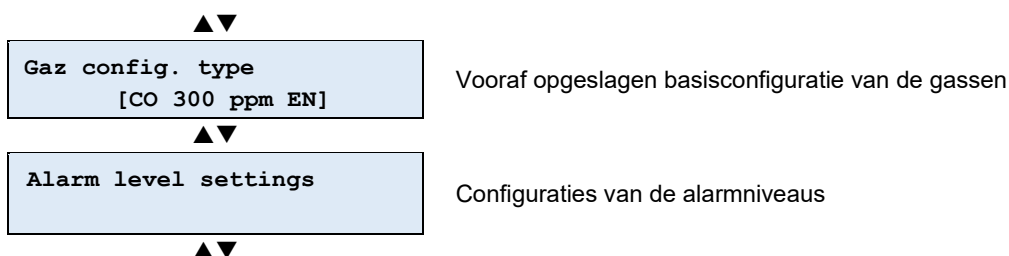 ▲▼
Gaz config. type
[CO 300 ppm EN]
Vooraf opgeslagen basisconfiguratie van de gassen
▲▼
Alarm level settings
Configuraties van de alarmniveaus
▲▼